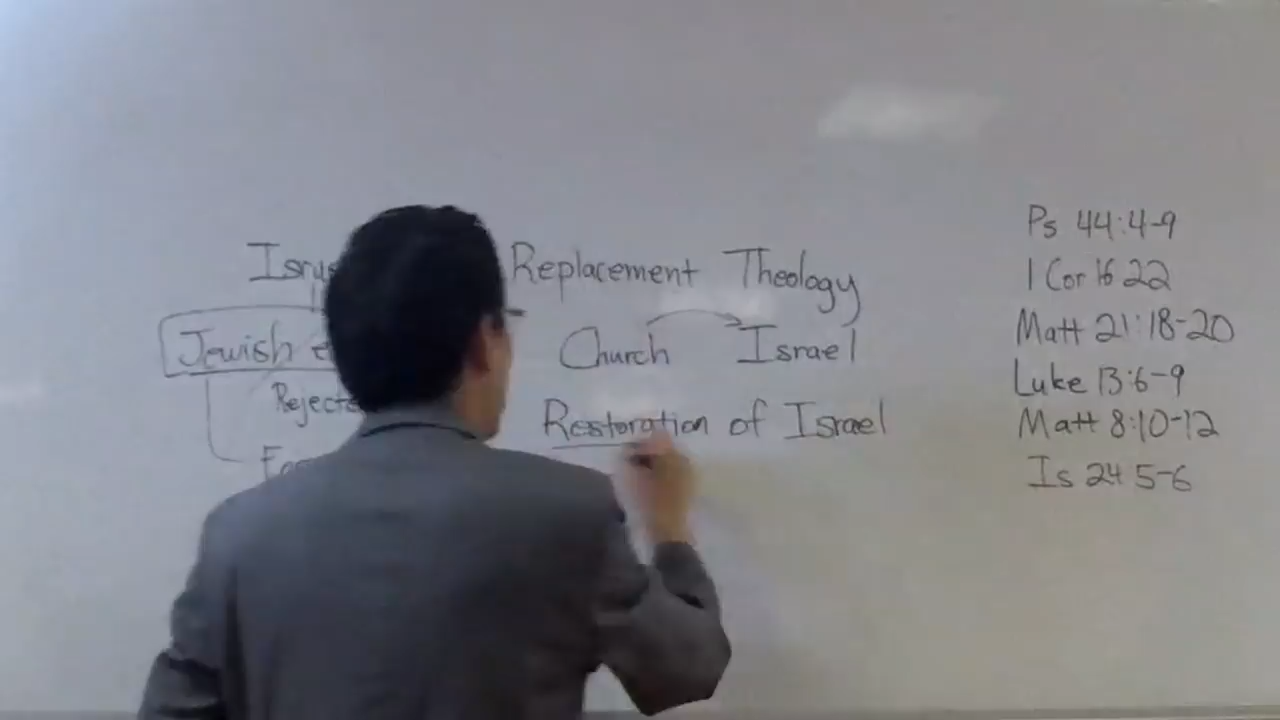 Replacement Theology
Jewish
Church Israel
Restoration of Israel
Ps 44:4-9
1 Cor 16 22
Matt 21:18-20
Luke 13:6-9
Matt 8:10-12
Is 24 5-6